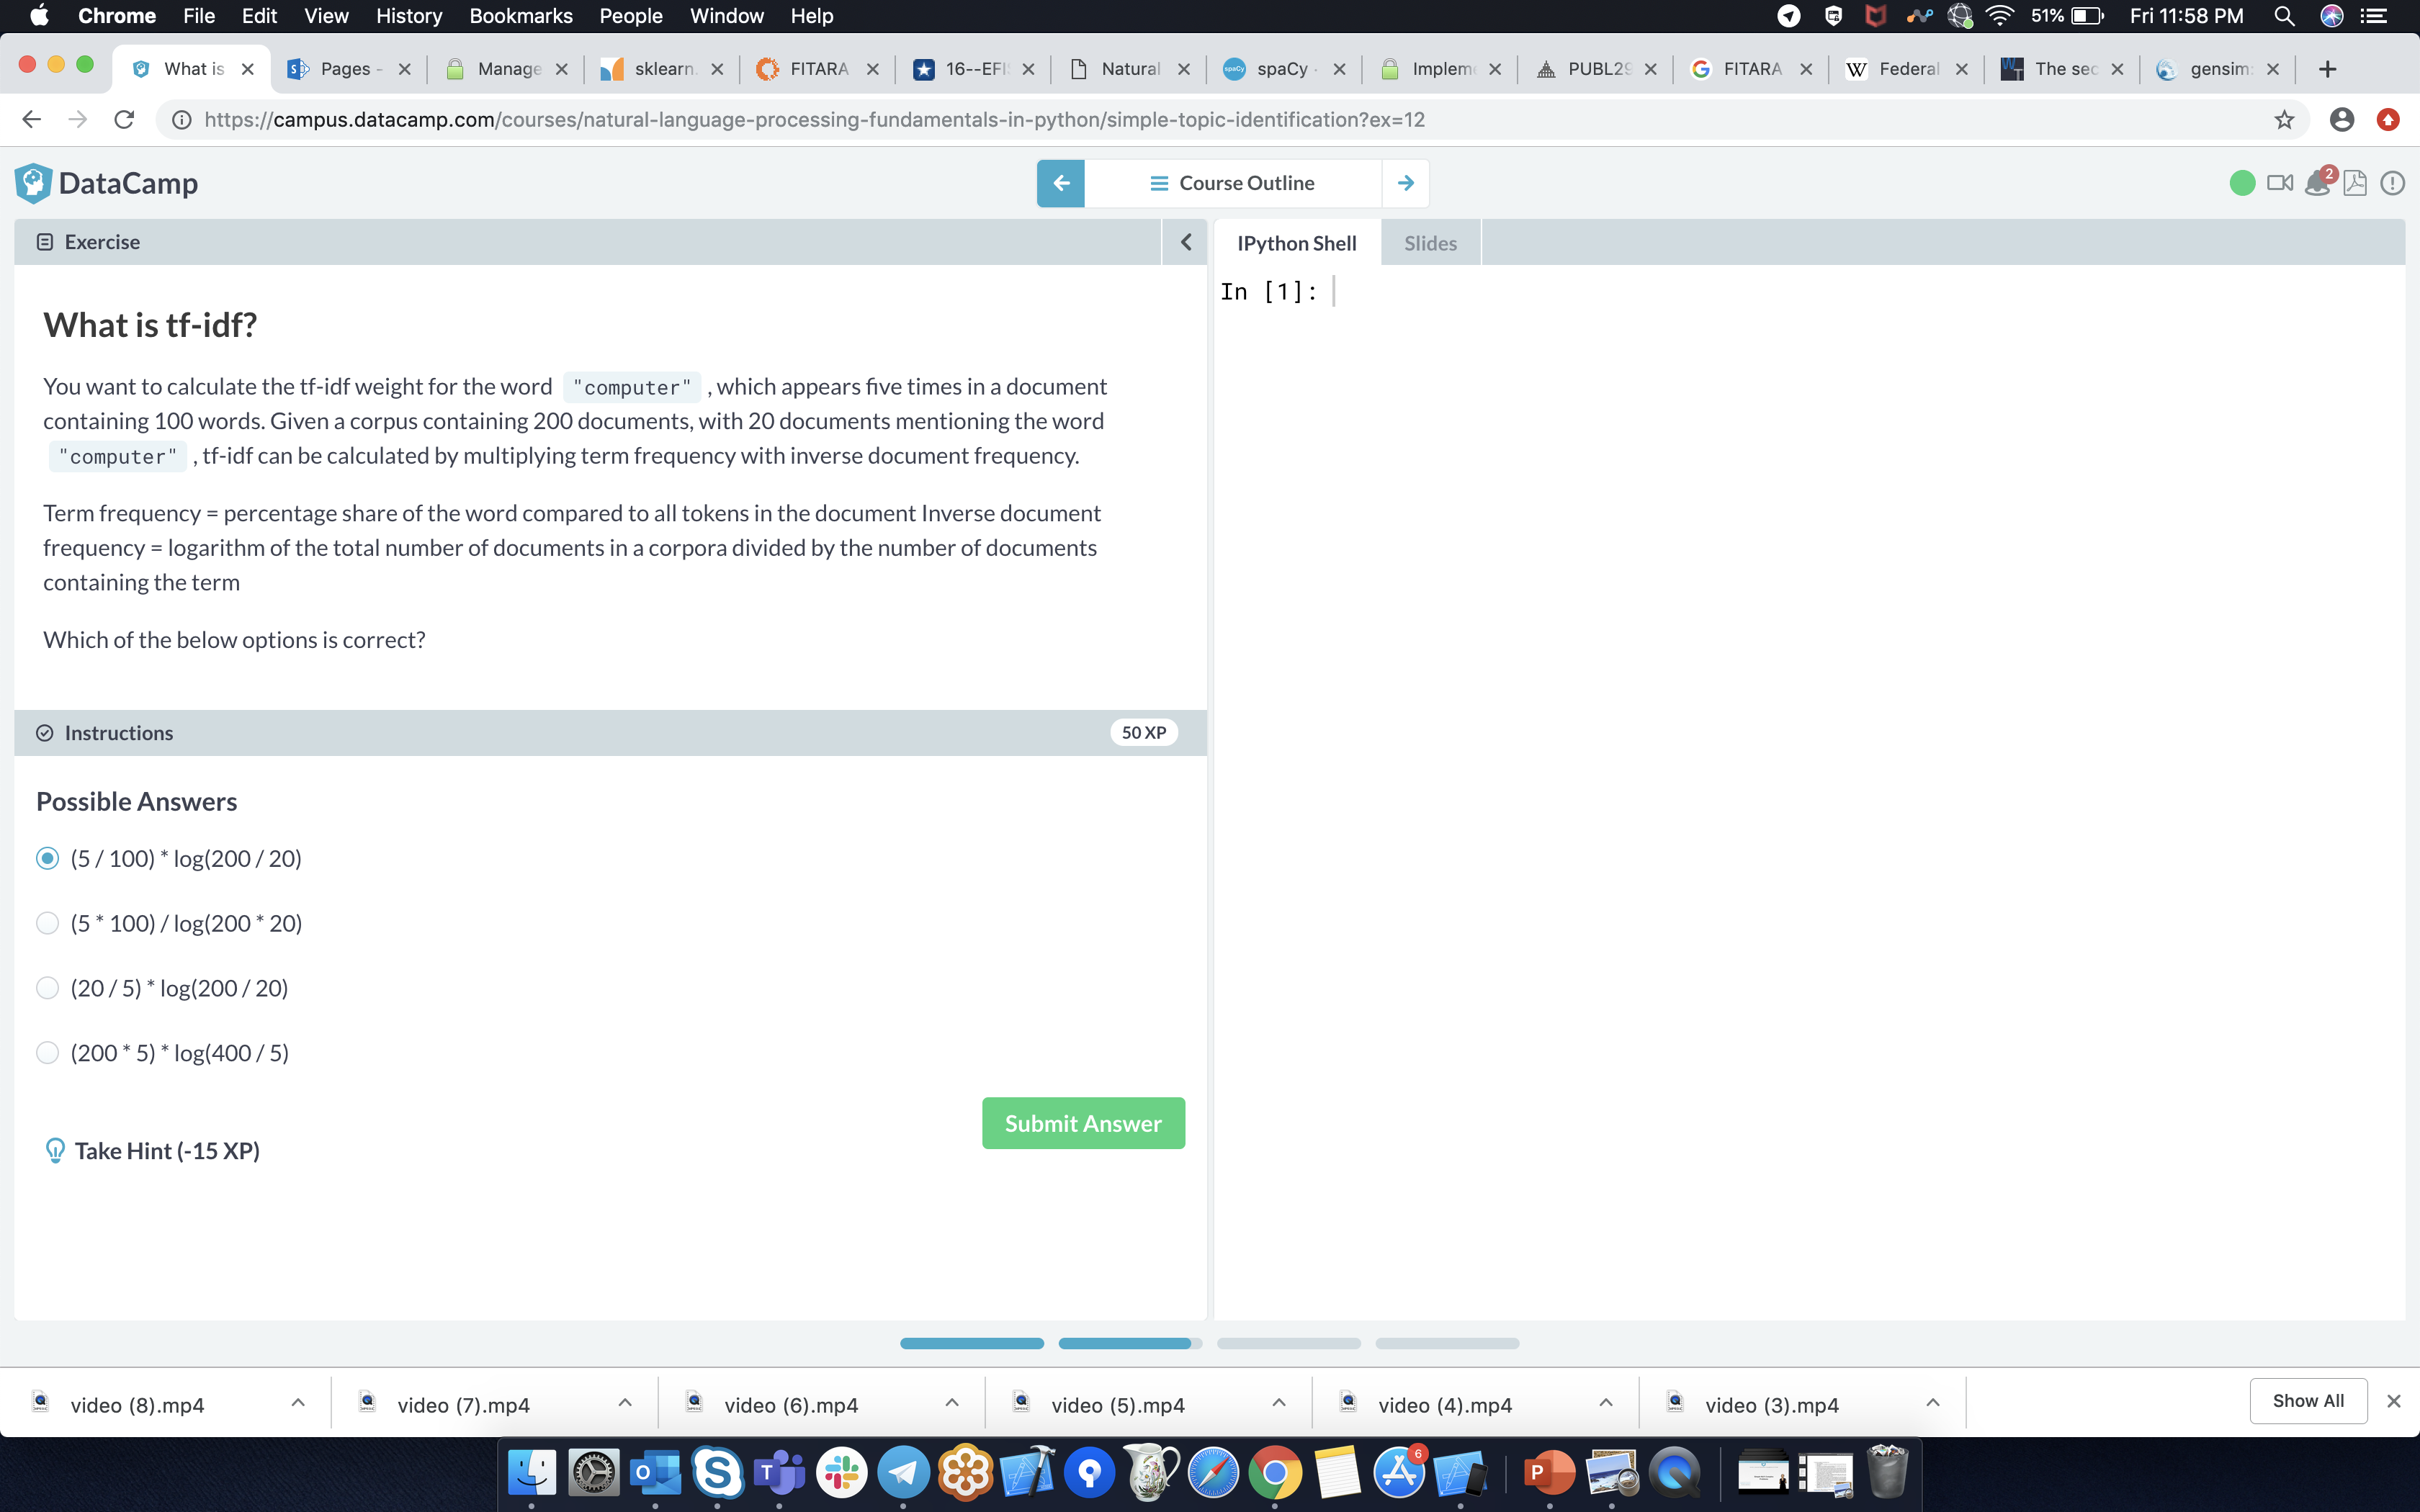 Chrome File Edit View History Bookmarks People Window Help 51% Fri 11:58 PM
What is Pages - Manage sklearn. FITARA 16--EFI Natural spaCy · Implem PUBL29 FITARA Federal The sec gensim:
https://campus.datacamp.com/courses/natural-language-processing-fundamentals-in-python/simple-topic-identification?ex=12
DataCamp Course Outline 2
Exercise
IPython Shell Slides
In [1]:
What is tf-idf?
You want to calculate the tf-idf weight for the word "computer" , which appears five times in a document
containing 100 words. Given a corpus containing 200 documents, with 20 documents mentioning the word
"computer" , tf-idf can be calculated by multiplying term frequency with inverse document frequency.
Term frequency = percentage share of the word compared to all tokens in the document Inverse document
frequency = logarithm of the total number of documents in a corpora divided by the number of documents
containing the term
Which of the below options is correct?
Instructions 50 XP
Possible Answers
(5 / 100) * log(200 / 20)
(5 * 100) / log(200 * 20)
(20 / 5) * log(200 / 20)
(200 * 5) * log(400 / 5)
Submit Answer
Take Hint (-15 XP)
video (8).mp4 video (7).mp4 video (6).mp4 video (5).mp4 video (4).mp4 video (3).mp4 Show All
6